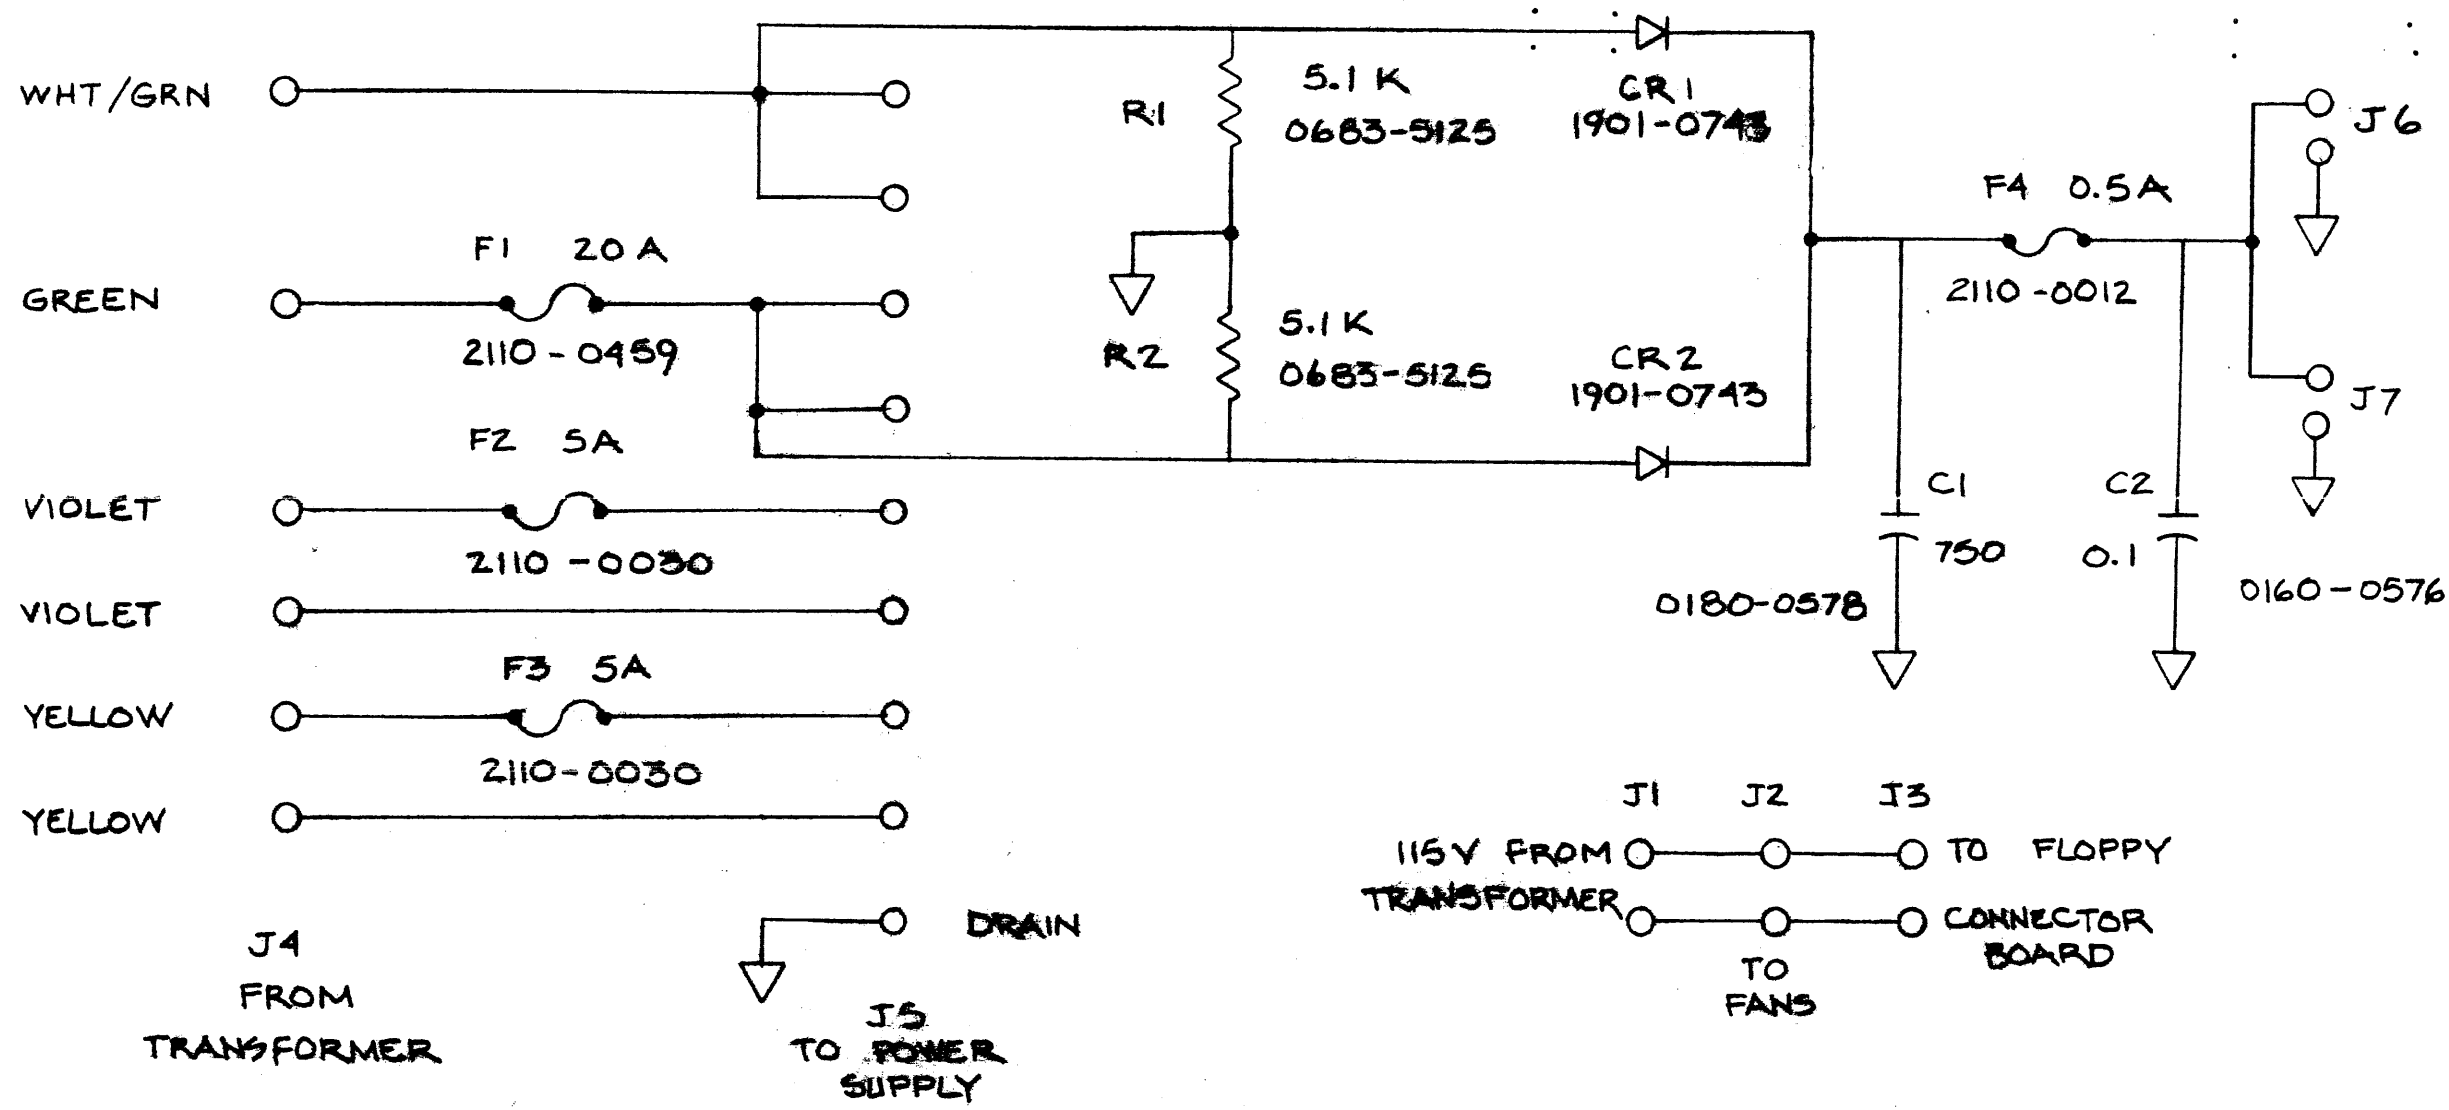 WHT/GRN
R1
5.1 K
0683-5125
CR1
1901-0743
J6
F4 0.5A
2110-0012
F1 20A
GREEN
2110-0459
R2
5.1K
0683-5125
CR2
1901-0743
J7
F2 5A
VIOLET
2110-0030
C1
750
0180-0578
C2
0.1
0160-0576
VIOLET
F3 5A
YELLOW
2110-0030
YELLOW
J1 J2 J3
115V FROM
TRANSFORMER
TO FLOPPY
CONNECTOR
BOARD
TO
FANS
DRAIN
J4
FROM
TRANSFORMER
J5
TO POWER
SUPPLY